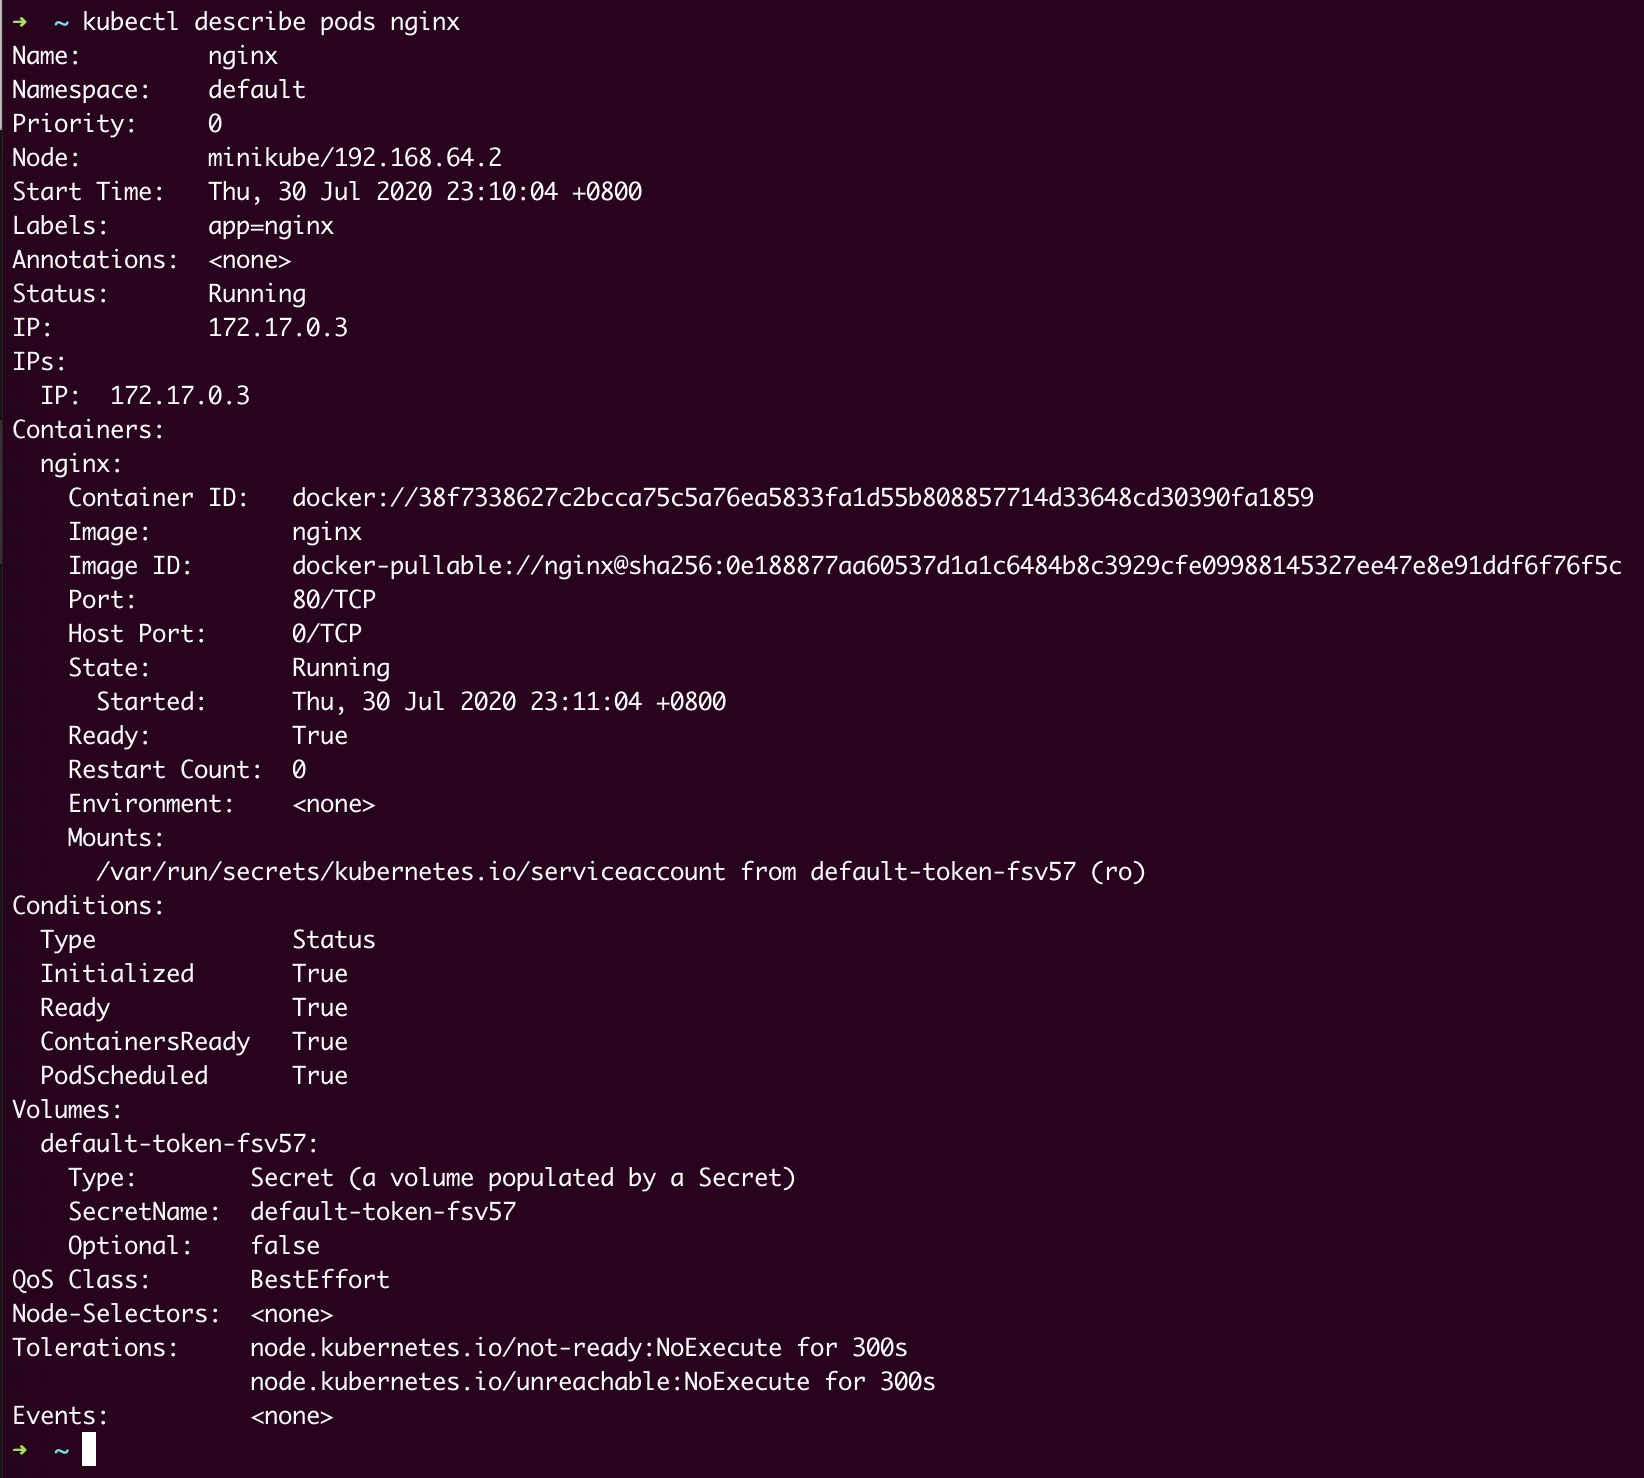 ➜  ~ kubectl describe pods nginx
Name:         nginx
Namespace:    default
Priority:     0
Node:         minikube/192.168.64.2
Start Time:   Thu, 30 Jul 2020 23:10:04 +0800
Labels:       app=nginx
Annotations:  <none>
Status:       Running
IP:           172.17.0.3
IPs:
  IP:  172.17.0.3
Containers:
  nginx:
    Container ID:   docker://38f7338627c2bcca75c5a76ea5833fa1d55b808857714d33648cd30390fa1859
    Image:          nginx
    Image ID:       docker-pullable://nginx@sha256:0e188877aa60537d1a1c6484b8c3929cfe09988145327ee47e8e91ddf6f76f5c
    Port:           80/TCP
    Host Port:      0/TCP
    State:          Running
      Started:      Thu, 30 Jul 2020 23:11:04 +0800
    Ready:          True
    Restart Count:  0
    Environment:    <none>
    Mounts:
      /var/run/secrets/kubernetes.io/serviceaccount from default-token-fsv57 (ro)
Conditions:
  Type              Status
  Initialized       True
  Ready             True
  ContainersReady   True
  PodScheduled      True
Volumes:
  default-token-fsv57:
    Type:        Secret (a volume populated by a Secret)
    SecretName:  default-token-fsv57
    Optional:    false
QoS Class:       BestEffort
Node-Selectors:  <none>
Tolerations:     node.kubernetes.io/not-ready:NoExecute for 300s
                 node.kubernetes.io/unreachable:NoExecute for 300s
Events:          <none>
➜  ~